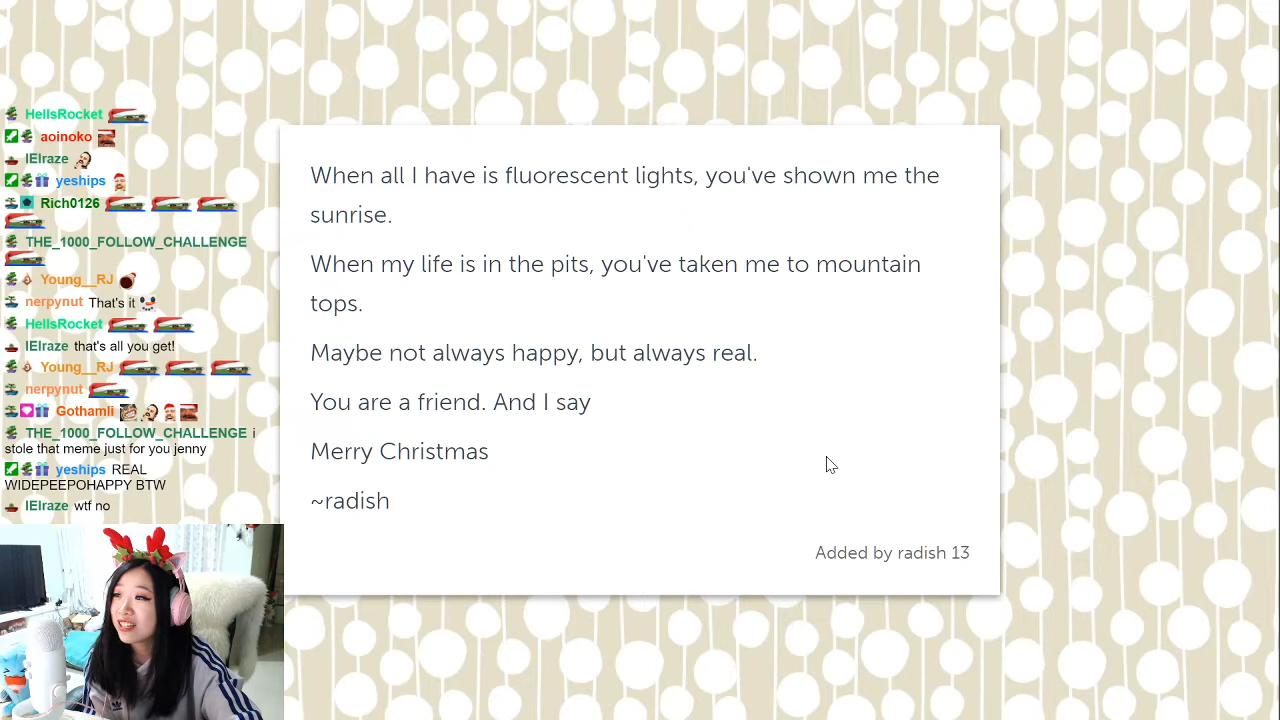 HellsRocket
aoinoko
lElraze
yeships
Rich0126
THE_1000_FOLLOW_CHALLENGE
Young__RJ
nerpynut That's it
HellsRocket
lElraze that's all you get!
Young__RJ
nerpynut
Gothamli
THE_1000_FOLLOW_CHALLENGE i
stole that meme just for you jenny
yeships REAL
WIDEPEEPOHAPPY BTW
lElraze wtf no
When all I have is fluorescent lights, you've shown me the
sunrise.
When my life is in the pits, you've taken me to mountain
tops.
Maybe not always happy, but always real.
You are a friend. And I say
Merry Christmas
~radish
Added by radish 13